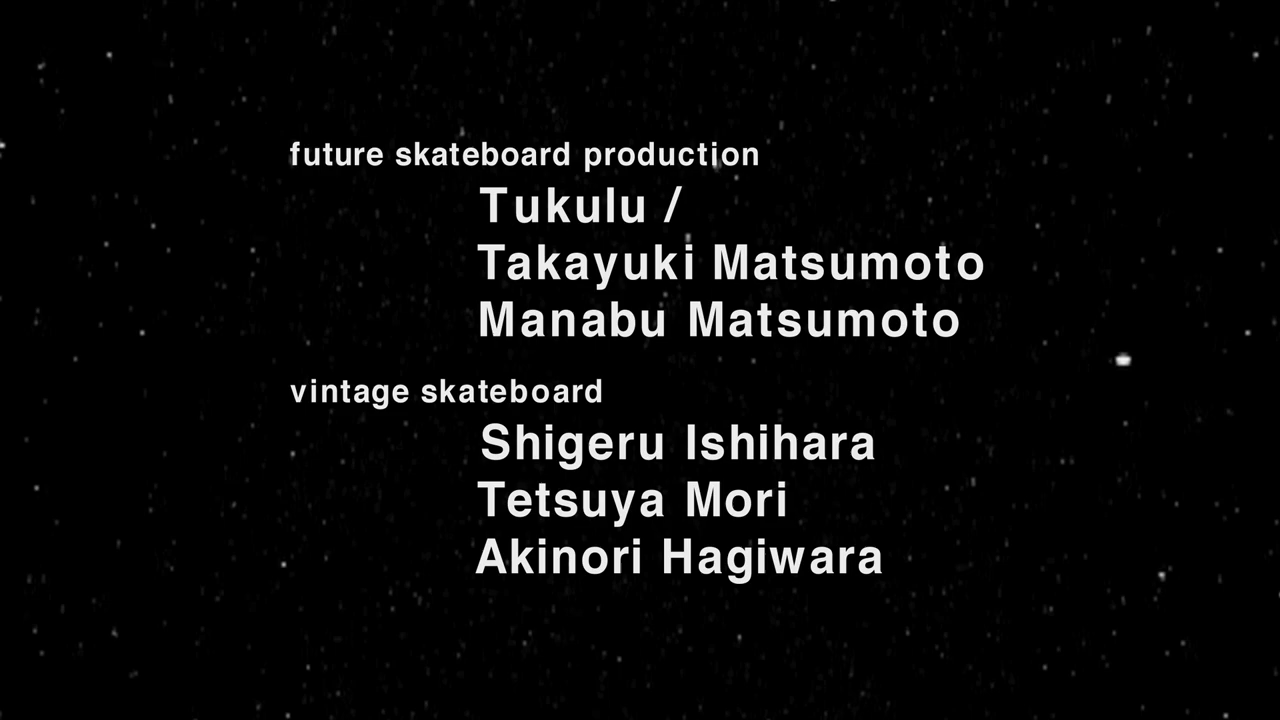 future skateboard production
Tukulu /
Takayuki Matsumoto
Manabu Matsumoto
vintage skateboard
Shigeru Ishihara
Tetsuya Mori
Akinori Hagiwara